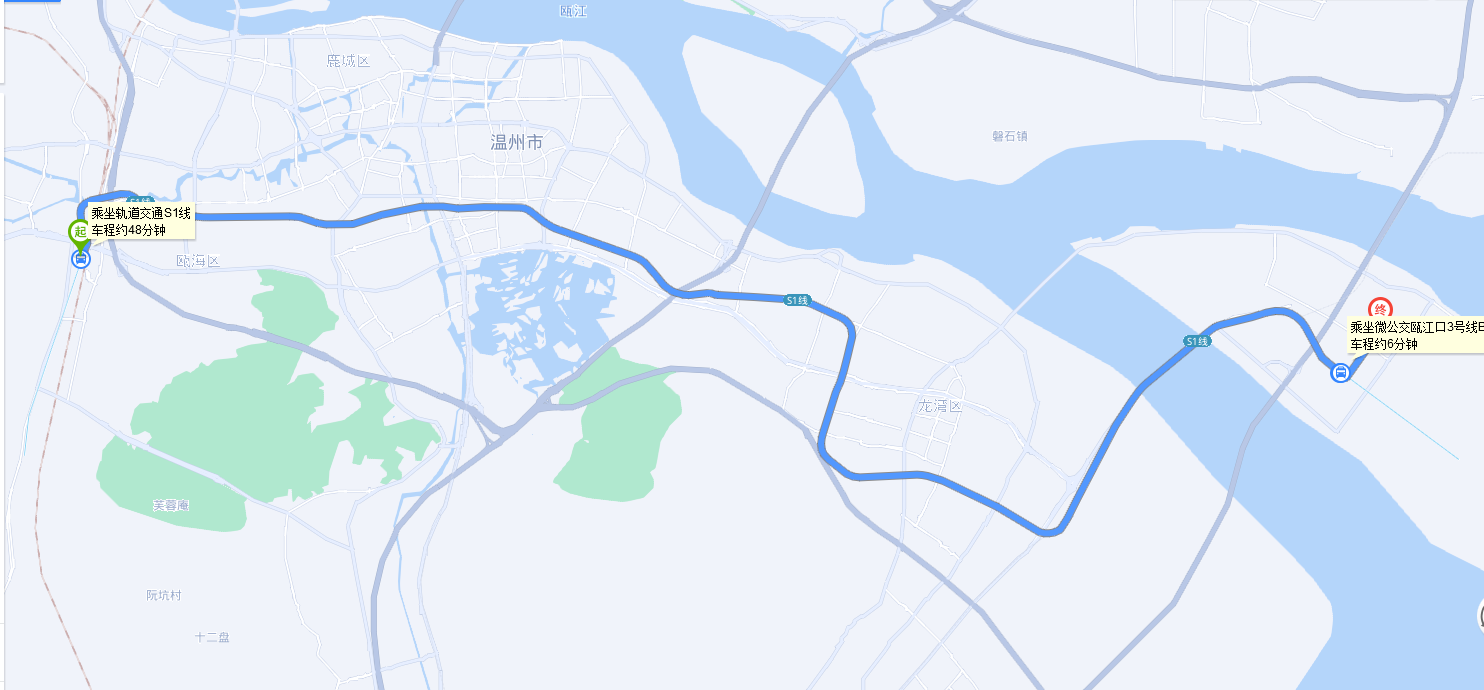 瓯江
鹿城区
温州市
磐石镇
S1线
乘坐轨道交通S1线
车程约48分钟
起
瓯海区
S1线
终
乘坐微公交瓯江口3号线
车程约6分钟
S1线
龙湾区
芙蓉庵
阮坑村
十二盘